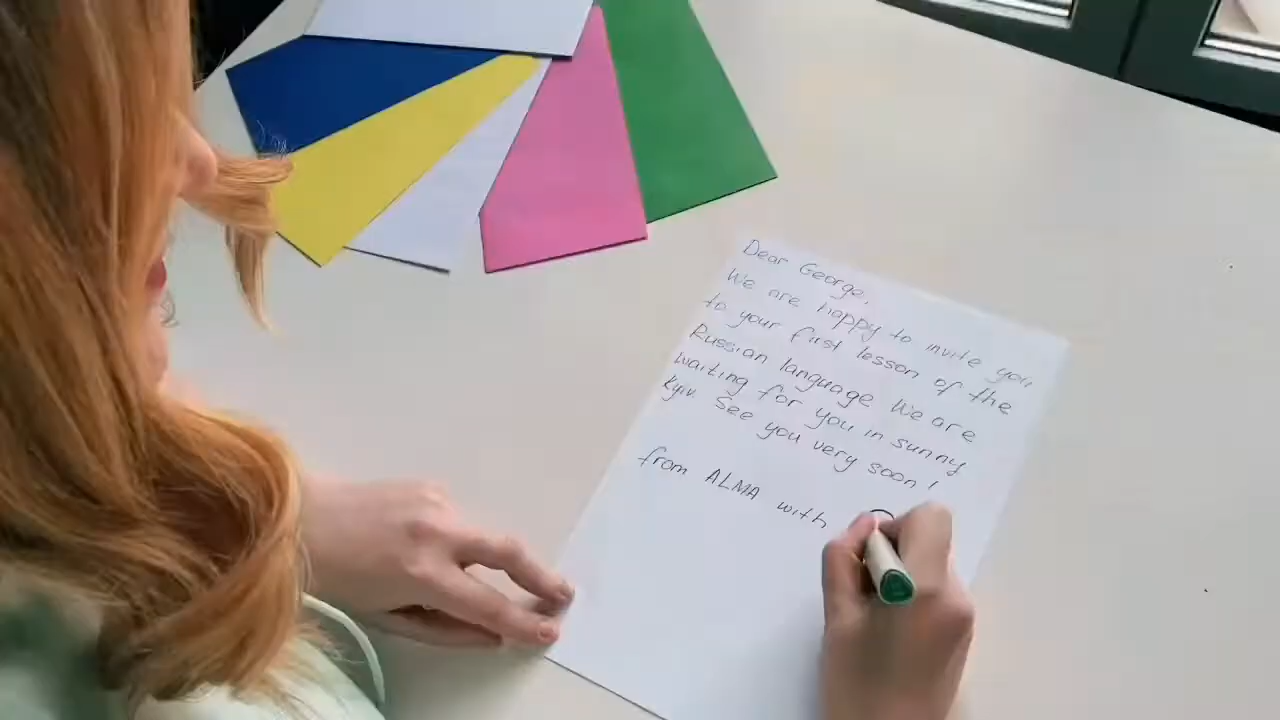 Dear George,
We are happy to invite you
to your first lesson of the
Russian language We are
waiting for you in sunny
Kyiv. See you very soon!
from ALMA with